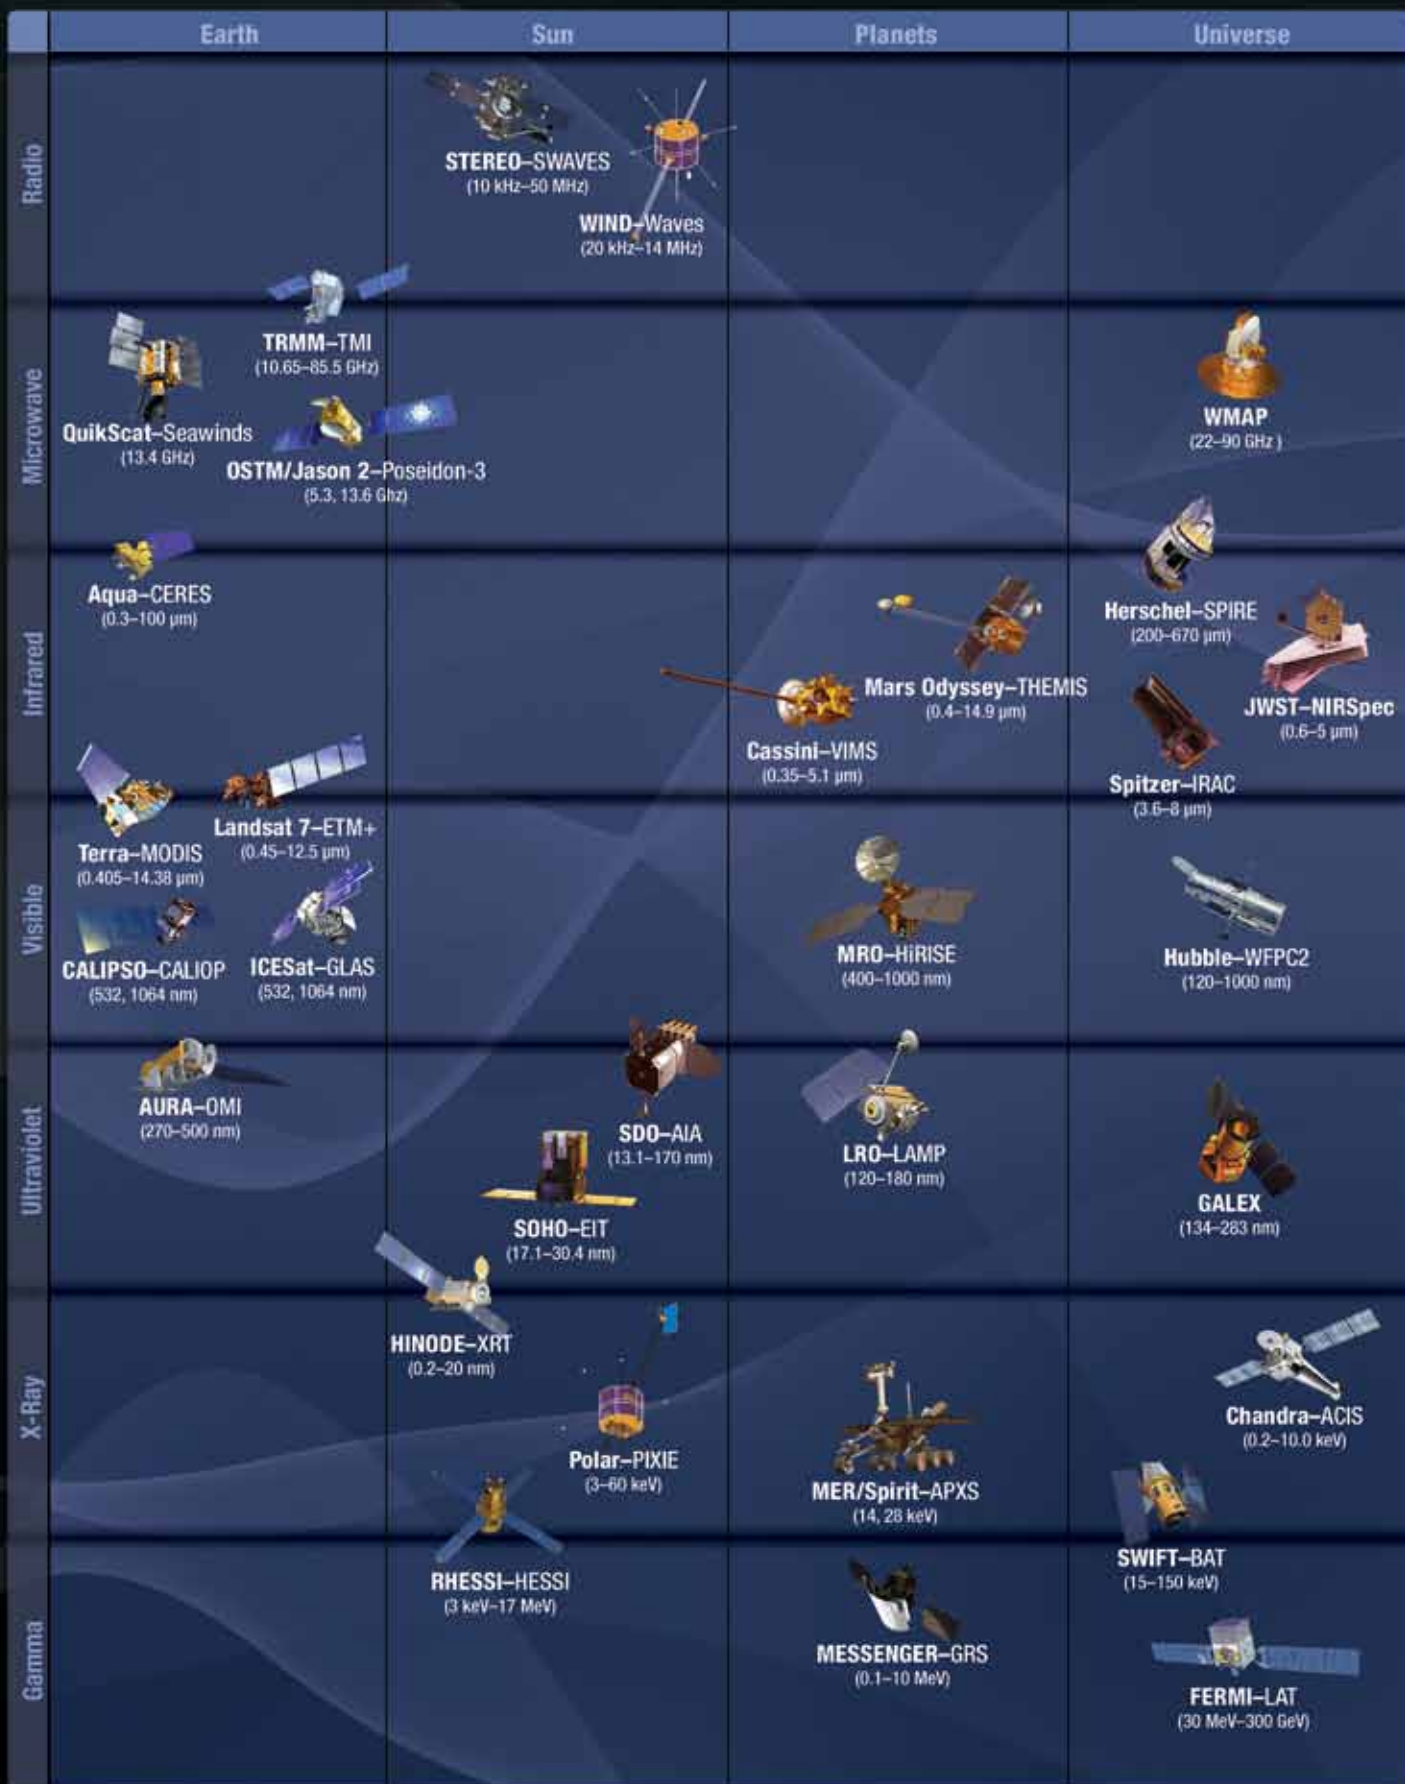 Earth
Sun
Planets
Universe
Radio
STEREO–SWAVES
(10 kHz–50 MHz)
WIND–Waves
(20 kHz–14 MHz)
Microwave
TRMM–TMI
(10.65–85.5 GHz)
QuikScat–Seawinds
(13.4 GHz)
OSTM/Jason 2–Poseidon-3
(5.3, 13.6 Ghz)
WMAP
(22–90 GHz )
Infrared
Aqua–CERES
(0.3–100 µm)
Mars Odyssey–THEMIS
(0.4–14.9 µm)
Cassini–VIMS
(0.35–5.1 µm)
Herschel–SPIRE
(200–670 µm)
JWST–NIRSpec
(0.6–5 µm)
Spitzer–IRAC
(3.6–8 µm)
Visible
Landsat 7–ETM+
(0.45–12.5 µm)
Terra–MODIS
(0.405–14.38 µm)
CALIPSO–CALIOP
(532, 1064 nm)
ICESat–GLAS
(532, 1064 nm)
MRO–HiRISE
(400–1000 nm)
Hubble–WFPC2
(120–1000 nm)
Ultraviolet
AURA–OMI
(270–500 nm)
SDO–AIA
(13.1–170 nm)
SOHO–EIT
(17.1–30.4 nm)
LRO–LAMP
(120–180 nm)
GALEX
(134–283 nm)
X-Ray
HINODE–XRT
(0.2–20 nm)
Polar–PIXIE
(3–60 keV)
MER/Spirit–APXS
(14, 28 keV)
Chandra–ACIS
(0.2–10.0 keV)
SWIFT–BAT
(15–150 keV)
Gamma
RHESSI–HESSI
(3 keV–17 MeV)
MESSENGER–GRS
(0.1–10 MeV)
FERMI–LAT
(30 MeV–300 GeV)